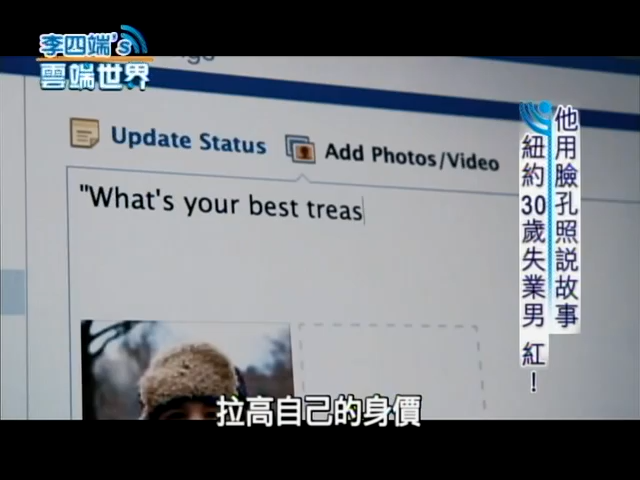 李四端's
雲端世界
Update Status
Add Photos/Video
"What's your best treas
他用臉孔照説故事
紐約30歲失業男 紅!
拉高自己的身價